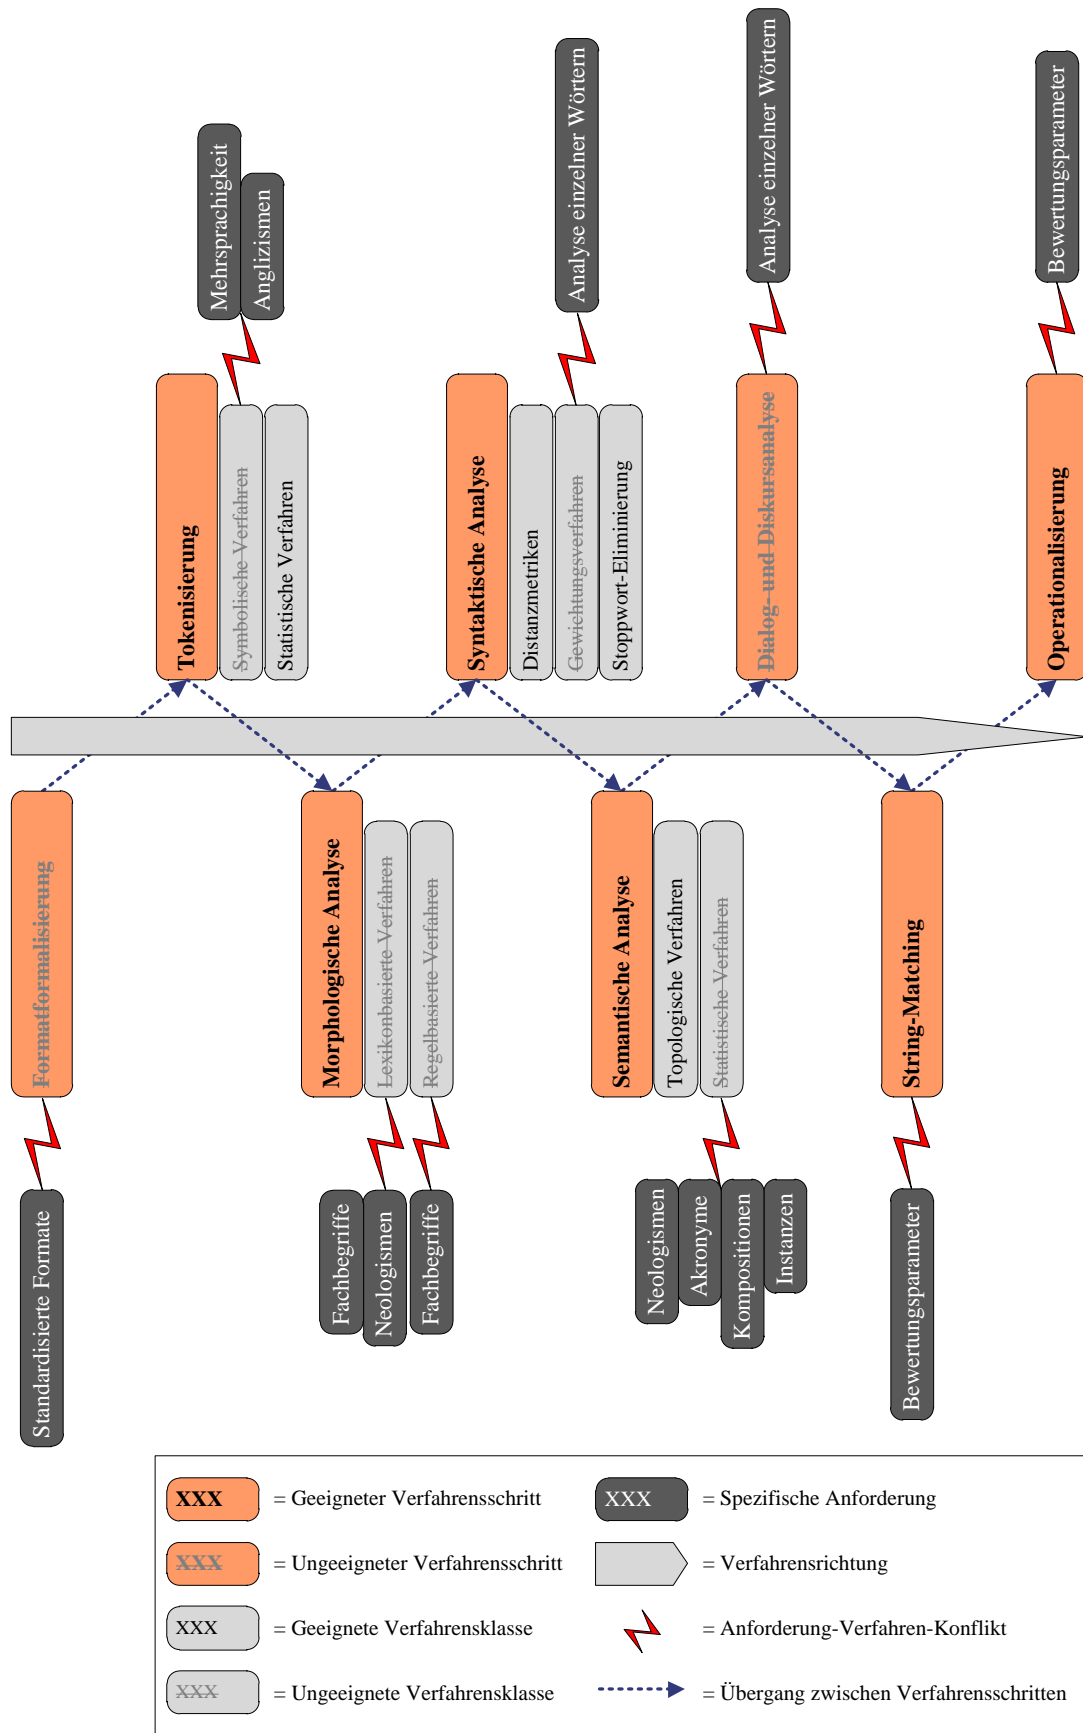 Mehrsprachigkeit
Anglizismen
Analyse einzelner Wörtern
Analyse einzelner Wörtern
Bewertungsparameter
Tokenisierung
Symbolische Verfahren
Statistische Verfahren
Syntaktische Analyse
Distanzmetriken
Gewichtungsverfahren
Stoppwort-Eliminierung
Dialog- und Diskursanalyse
Operationalisierung
Formatformalisierung
Morphologische Analyse
Lexikonbasierte Verfahren
Regelbasierte Verfahren
Semantische Analyse
Topologische Verfahren
Statistische Verfahren
String-Matching
Standardisierte Formate
Fachbegriffe
Neologismen
Fachbegriffe
Neologismen
Akronyme
Kompositionen
Instanzen
Bewertungsparameter
XXX = Geeigneter Verfahrensschritt
XXX = Spezifische Anforderung
XXX = Ungeeigneter Verfahrensschritt
= Verfahrensrichtung
XXX = Geeignete Verfahrensklasse
= Anforderung-Verfahren-Konflikt
XXX = Ungeeignete Verfahrensklasse
= Übergang zwischen Verfahrensschritten